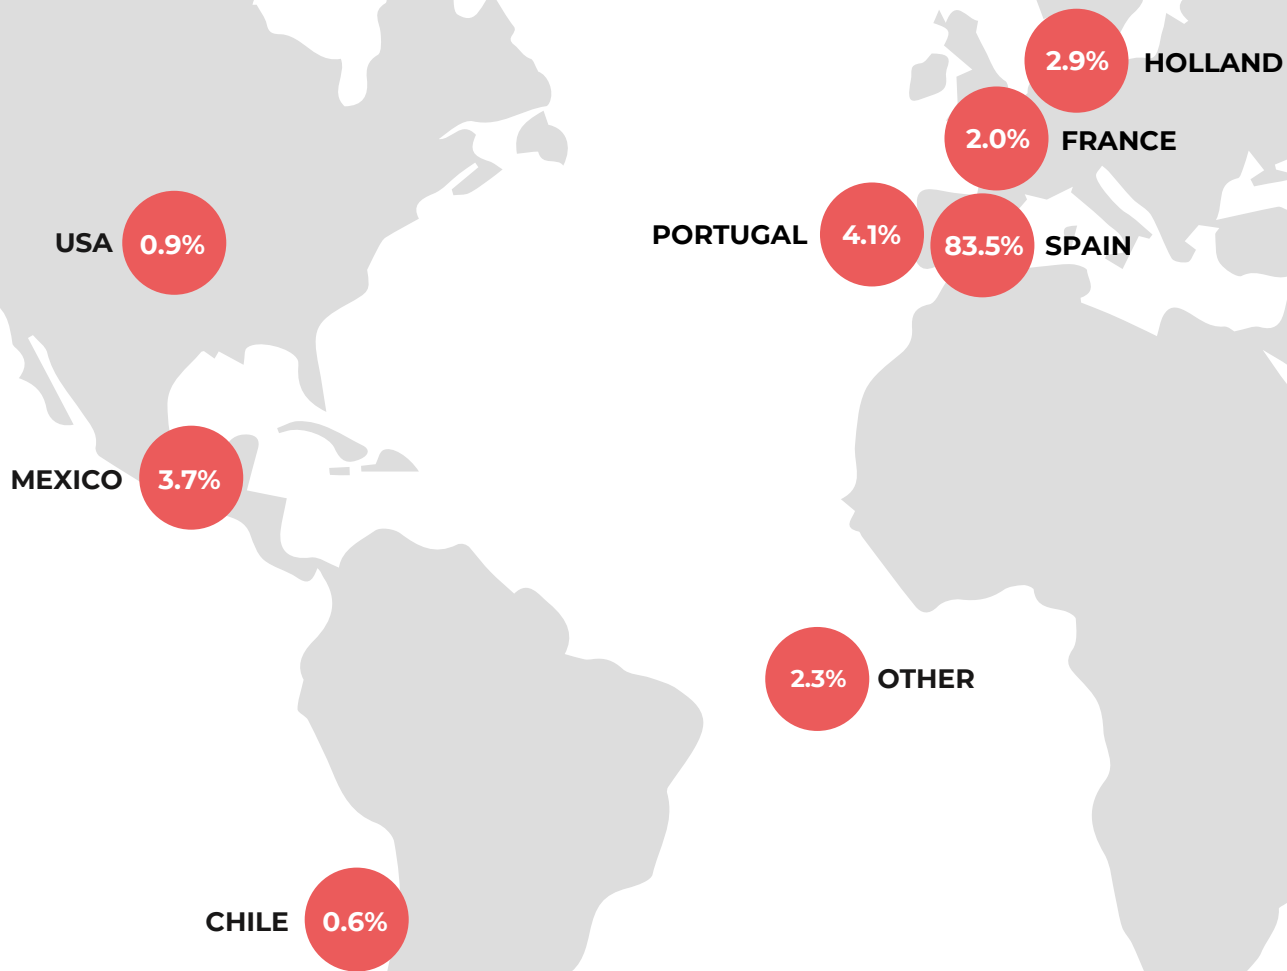 2.9% HOLLAND
2.0% FRANCE
USA 0.9%
PORTUGAL 4.1%
83.5% SPAIN
MEXICO 3.7%
2.3% OTHER
CHILE 0.6%